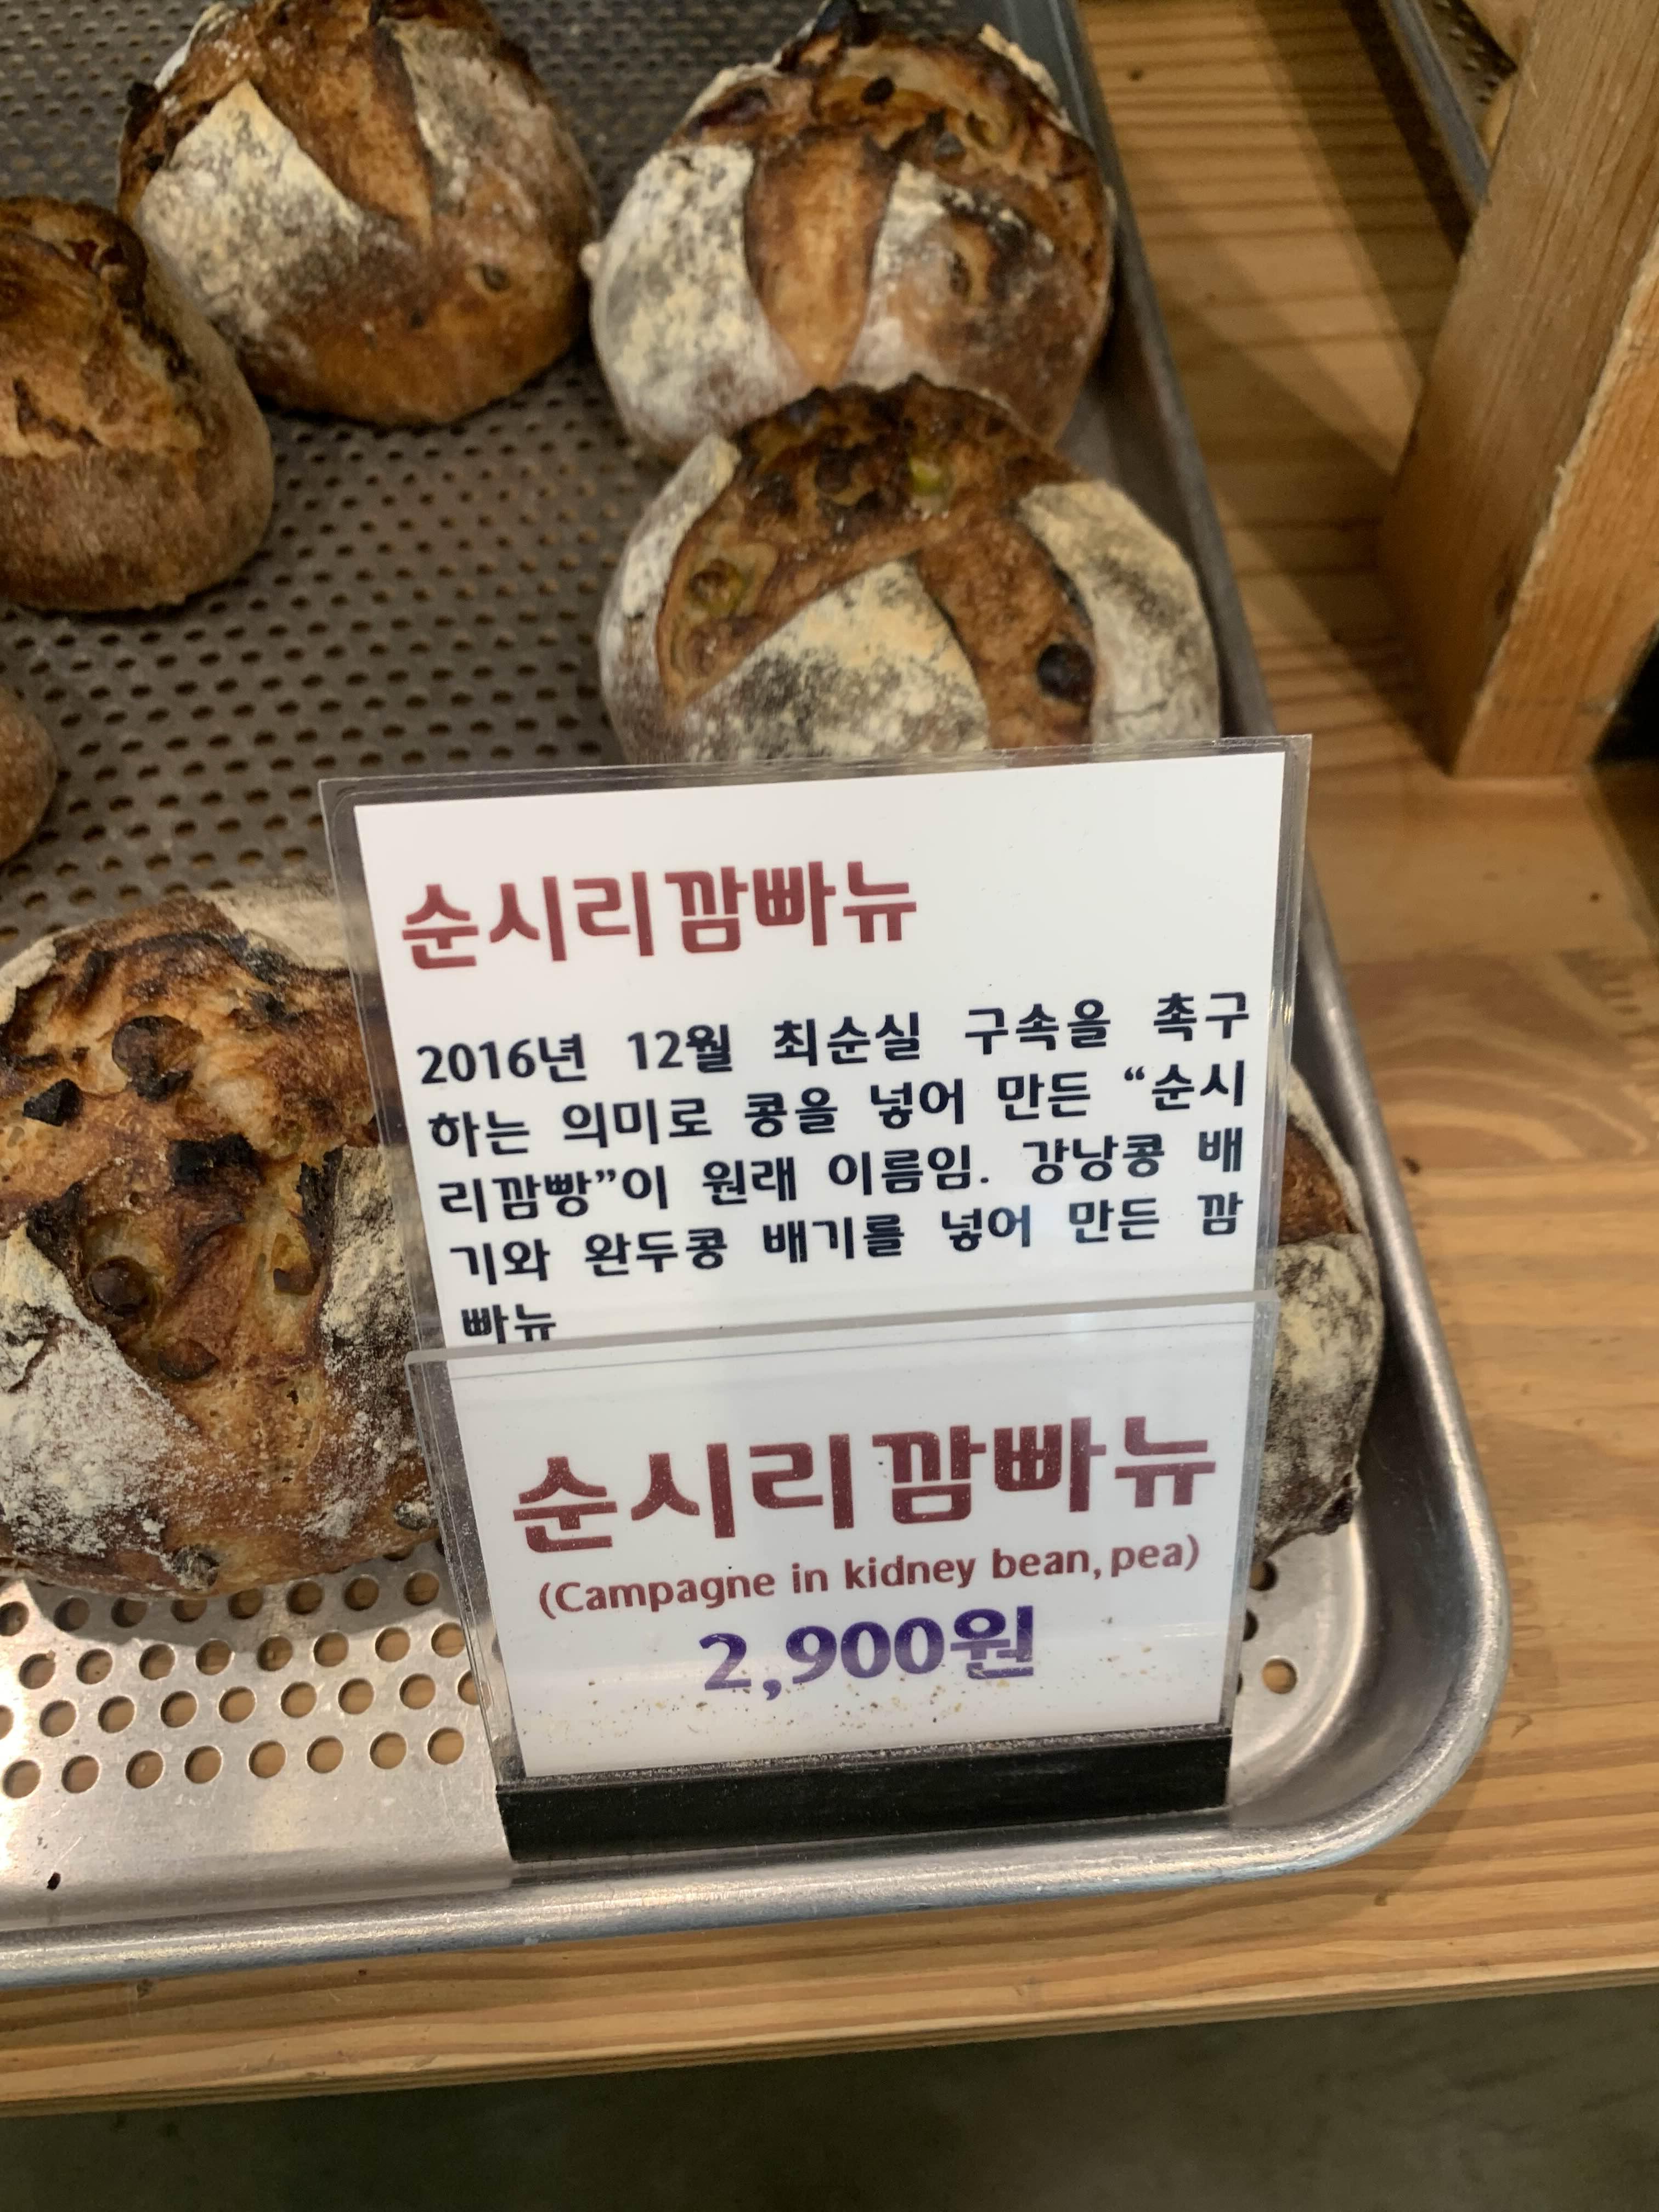 순시리깜빠뉴
2016년 12월 최순실 구속을 촉구
하는 의미로 콩을 넣어 만든 “순시
리깜빵”이 원래 이름임. 강낭콩 배
기와 완두콩 배기를 넣어 만든 깜
빠뉴
순시리깜빠뉴
(Campagne in kidney bean, pea)
2,900원